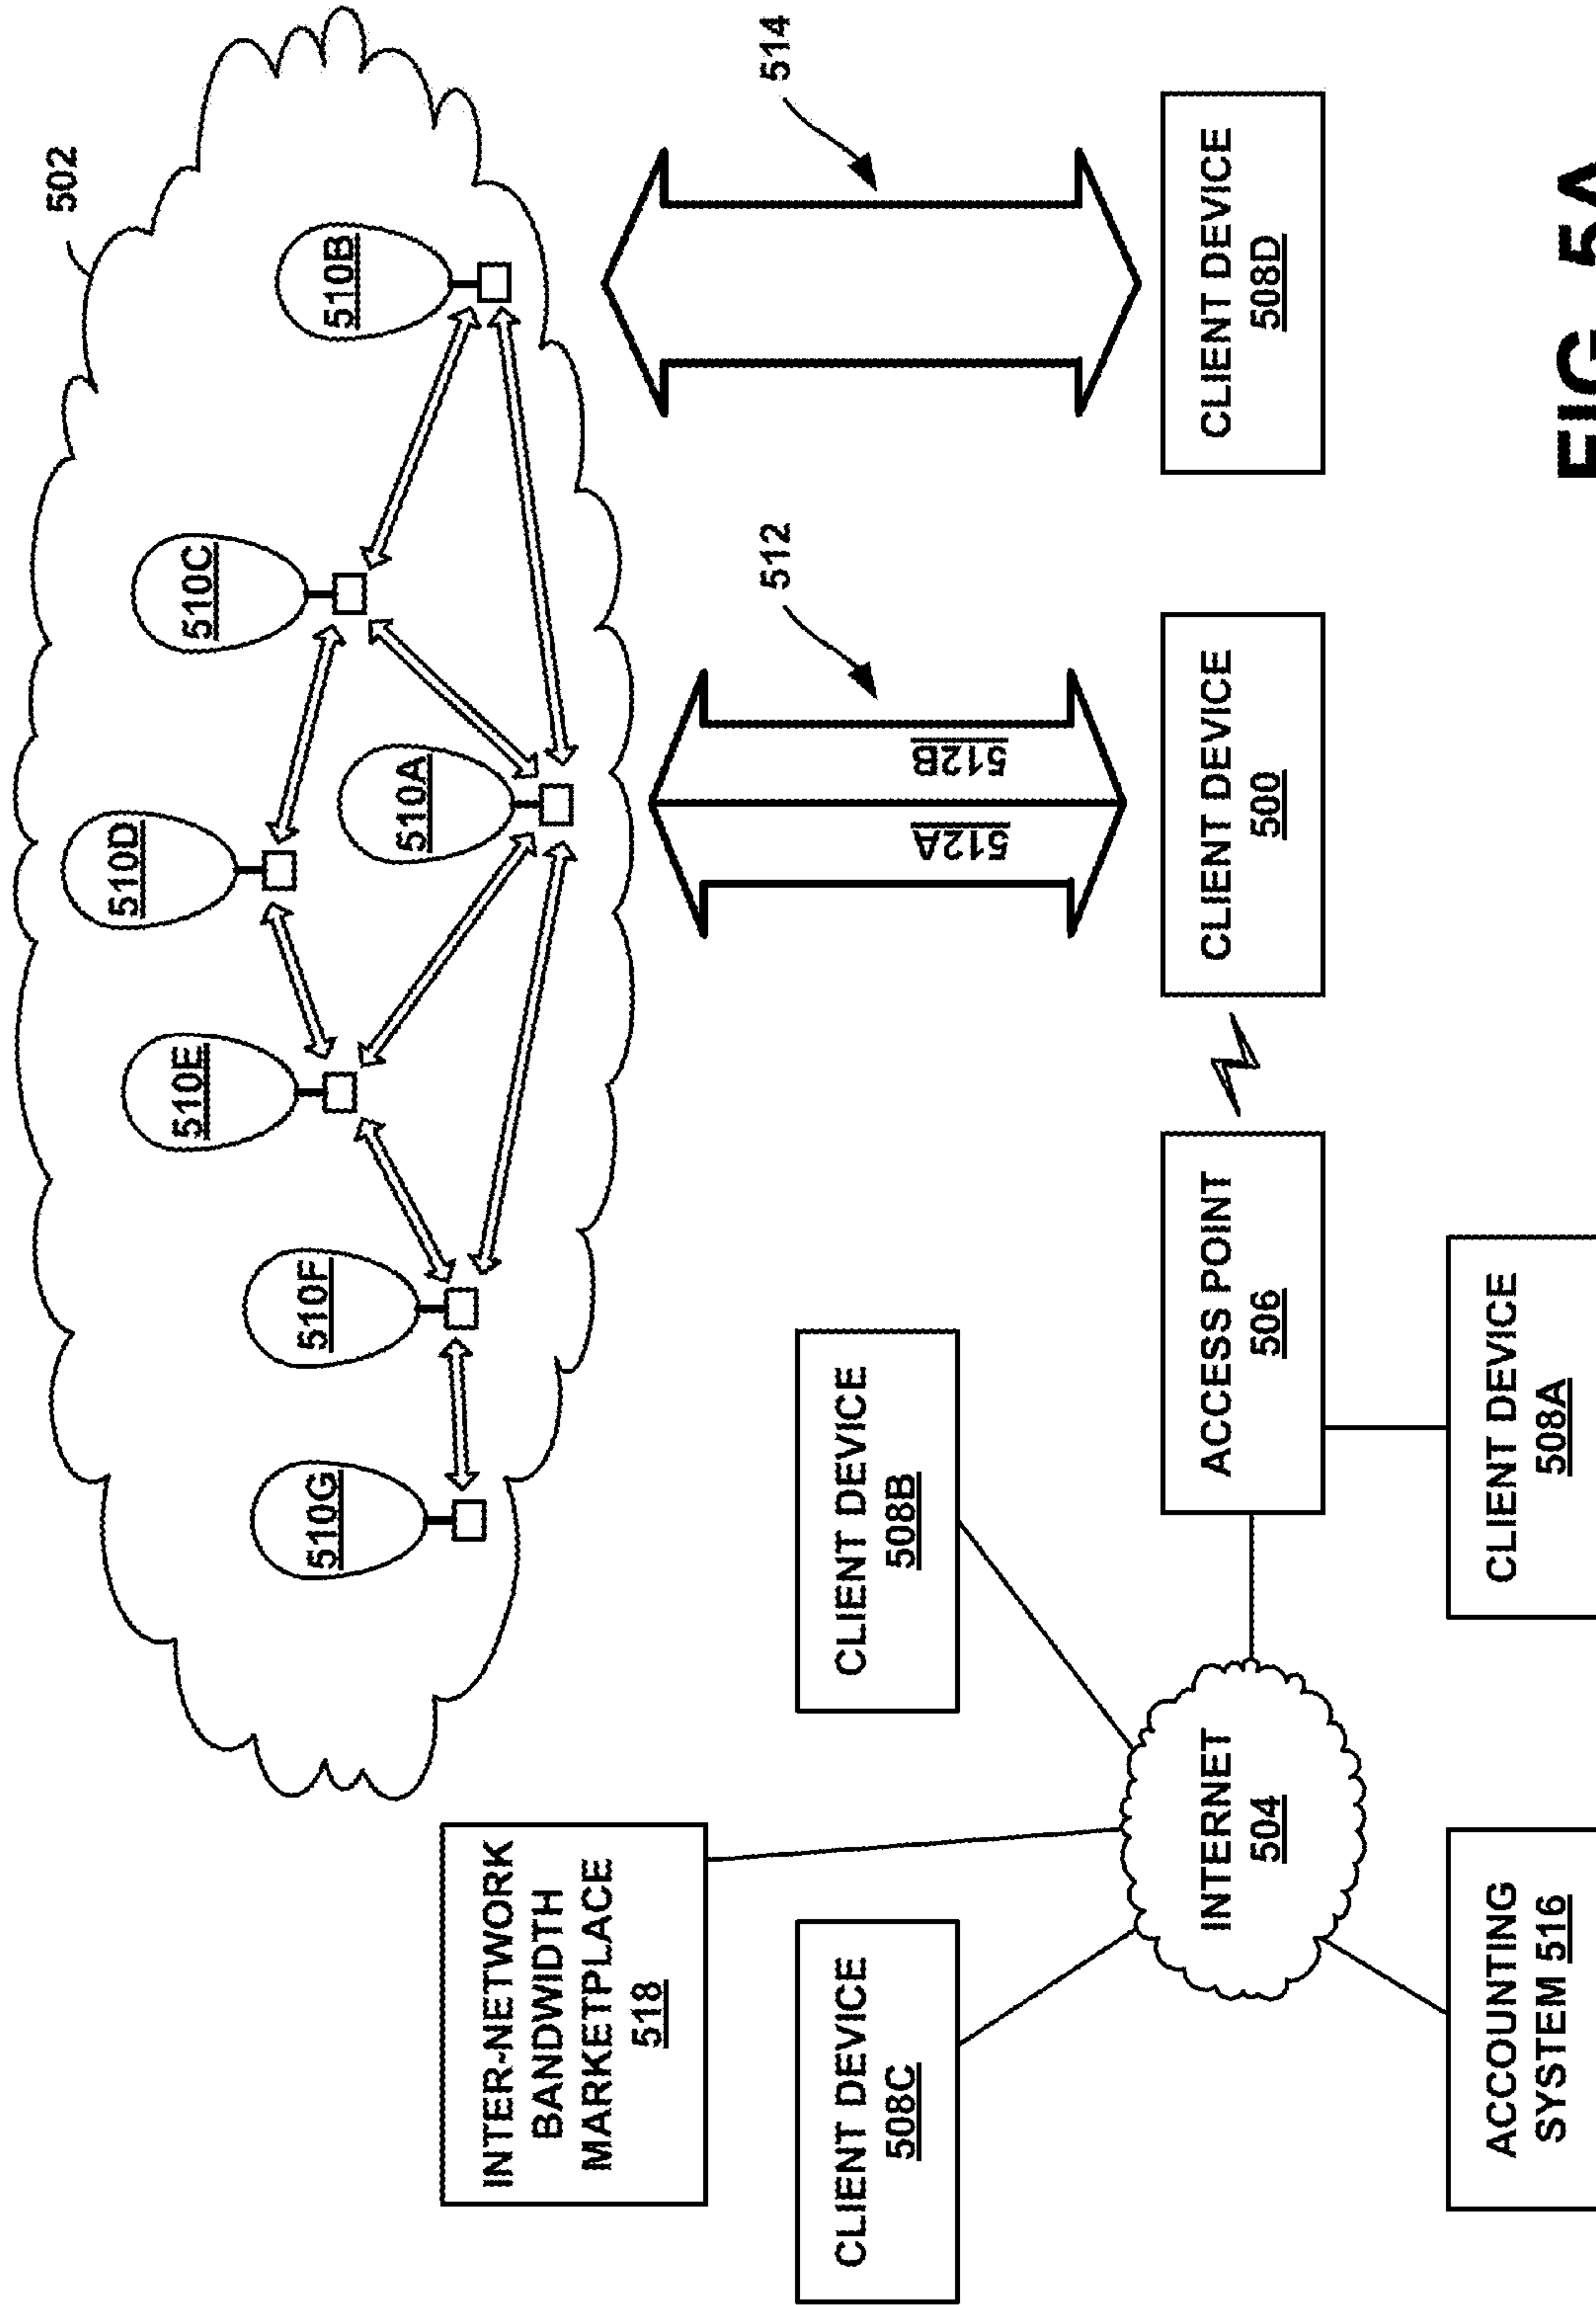 502
510B
510C
510D
510A
510E
510F
510G
514
512
512A
512B
INTER-NETWORK
BANDWIDTH
MARKETPLACE
518
CLIENT DEVICE
508C
CLIENT DEVICE
508B
INTERNET
504
ACCESS POINT
506
CLIENT DEVICE
500
CLIENT DEVICE
508D
ACCOUNTING
SYSTEM 516
CLIENT DEVICE
508A
FIG. 5A